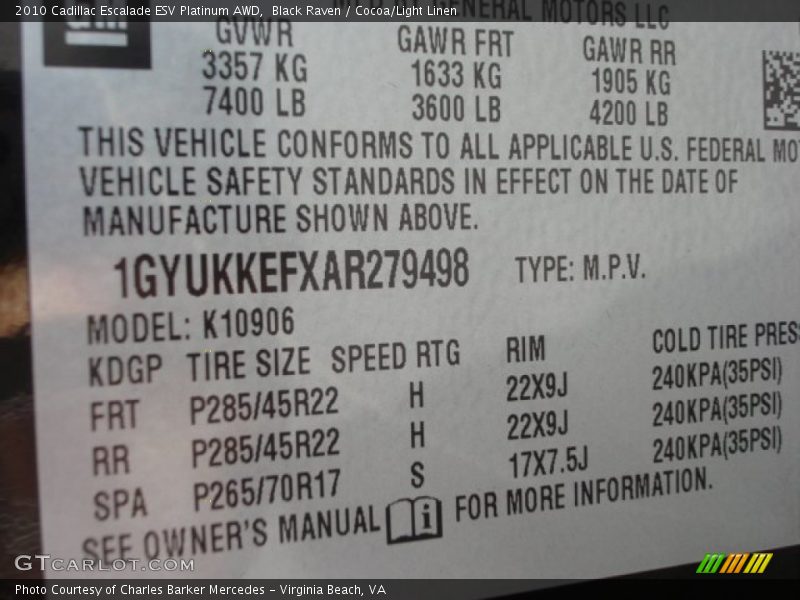 2010 Cadillac Escalade ESV Platinum AWD, Black Raven / Cocoa/Light Linen
GENERAL MOTORS LLC
GVWR GAWR FRT GAWR RR
3357 KG 1633 KG 1905 KG
7400 LB 3600 LB 4200 LB
THIS VEHICLE CONFORMS TO ALL APPLICABLE U.S. FEDERAL MO
VEHICLE SAFETY STANDARDS IN EFFECT ON THE DATE OF
MANUFACTURE SHOWN ABOVE.
1GYUKKEFXAR279498 TYPE: M.P.V.
MODEL: K10906
KDGP TIRE SIZE SPEED RTG RIM COLD TIRE PRES
FRT P285/45R22 H 22X9J 240KPA(35PSI)
RR P285/45R22 H 22X9J 240KPA(35PSI)
SPA P265/70R17 S 17X7.5J 240KPA(35PSI)
SEE OWNER'S MANUAL i FOR MORE INFORMATION.
GTCARLOT.COM
Photo Courtesy of Charles Barker Mercedes - Virginia Beach, VA